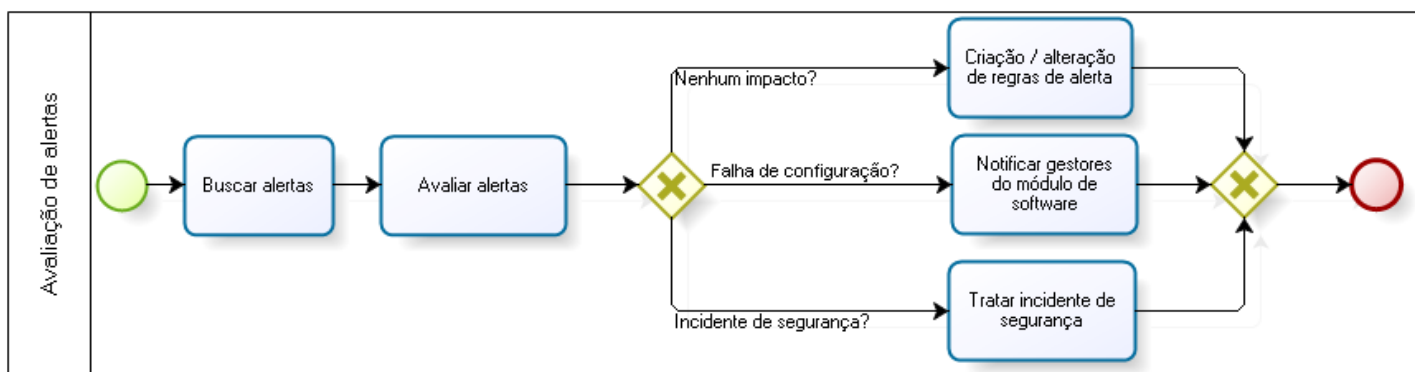 Avaliação de alertas
Buscar alertas
Avaliar alertas
Nenhum impacto?
Criação / alteração
de regras de alerta
Falha de configuração?
Notificar gestores
do módulo de
software
Incidente de segurança?
Tratar incidente de
segurança